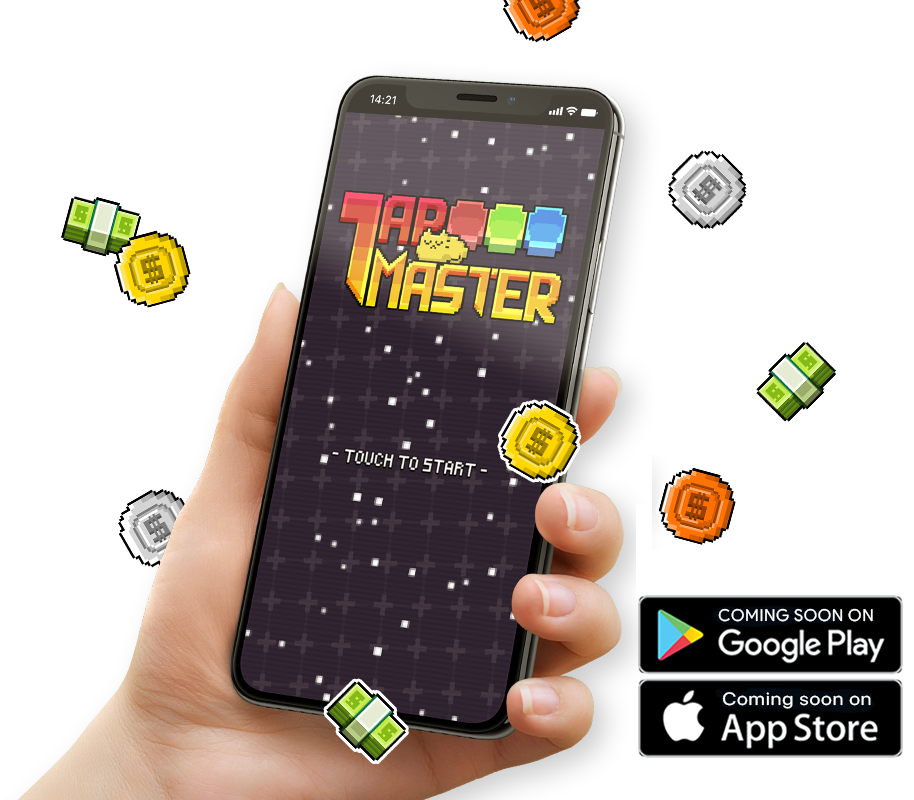 14:21
TAP
MASTER
- TOUCH TO START -
COMING SOON ON
Google Play
Coming soon on
App Store
$
$
$
$
$
$